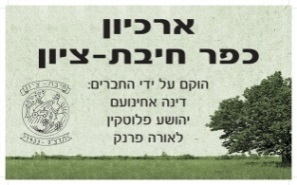 ארכיון
כפר חיבת-ציון
הוקם על ידי החברים:
דינה אחינועם
יהושע פלוטקין
לאורה פרנק